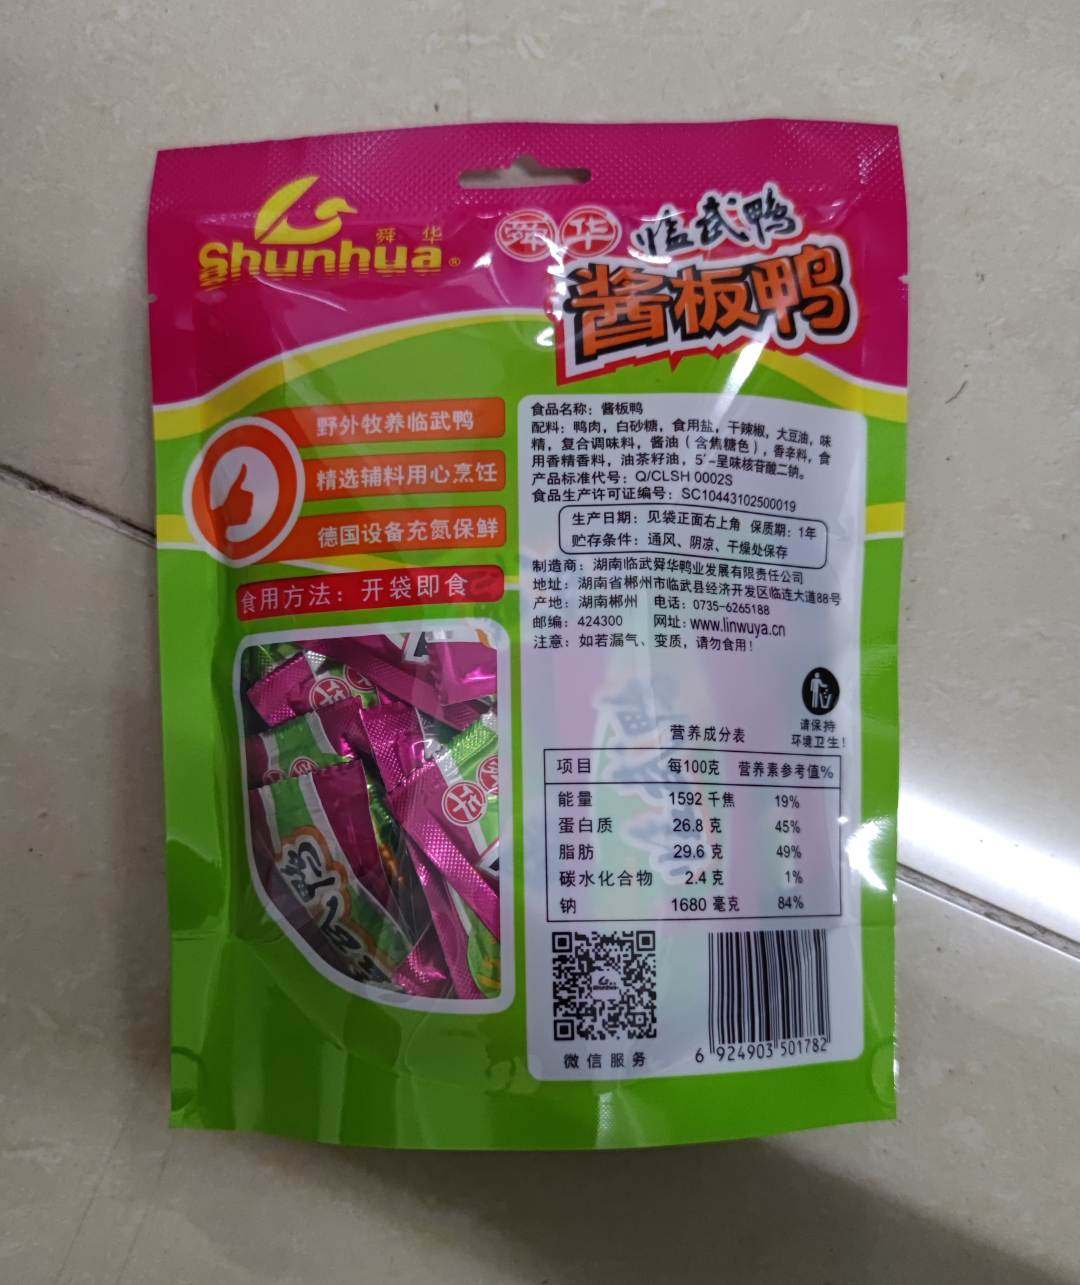 舜华
Shunhua®
舜华 临武鸭
酱板鸭
野外牧养临武鸭
精选辅料用心烹饪
德国设备充氮保鲜
食用方法：开袋即食
食品名称：酱板鸭
配料：鸭肉，白砂糖，食用盐，干辣椒，大豆油，味
精，复合调味料，酱油（含焦糖色），香辛料，食
用香精香料，油茶籽油，5′-呈味核苷酸二钠。
产品标准代号：Q/CLSH 0002S
食品生产许可证编号：SC10443102500019
生产日期：见袋正面右上角 保质期：1年
贮存条件：通风、阴凉、干燥处保存
制造商：湖南临武舜华鸭业发展有限责任公司
地址：湖南省郴州市临武县经济开发区临连大道88号
产地：湖南郴州 电话：0735-6265188
邮编：424300 网址：www.linwuya.cn
注意：如若漏气、变质，请勿食用！
请保持
环境卫生！
营养成分表
项目 每100克 营养素参考值%
能量 1592 千焦 19%
蛋白质 26.8 克 45%
脂肪 29.6 克 49%
碳水化合物 2.4 克 1%
钠 1680 毫克 84%
微信服务
6 924903 501782
华
华
鸭